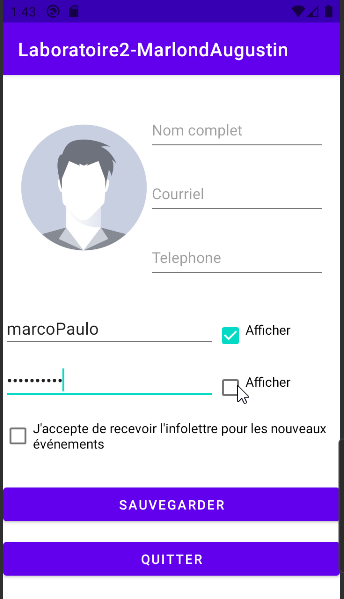 1:43
Laboratoire2-MarlondAugustin
Nom complet
Courriel
Telephone
marcoPaulo
Afficher
••••••••••
Afficher
J'accepte de recevoir l'infolettre pour les nouveaux
événements
SAUVEGARDER
QUITTER